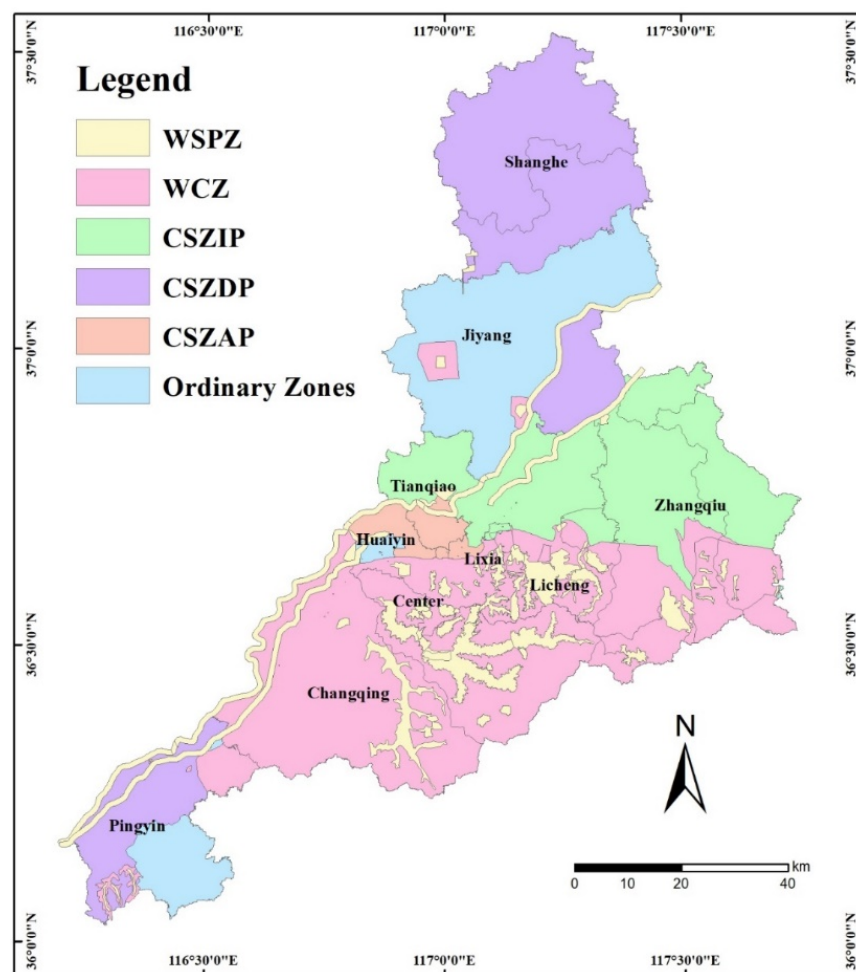 116°30'0"E 117°0'0"E 117°30'0"E
37°30'0"N 37°30'0"N
Legend
WSPZ
WCZ
CSZIP
CSZDP
CSZAP
Ordinary Zones
Shanghe
Jiyang
37°0'0"N 37°0'0"N
Tianqiao
Zhangqiu
Huaiyin
Lixia
Licheng
Center
36°30'0"N 36°30'0"N
Changqing
N
Pingyin
km
0 10 20 40
36°0'0"N 36°0'0"N
116°30'0"E 117°0'0"E 117°30'0"E